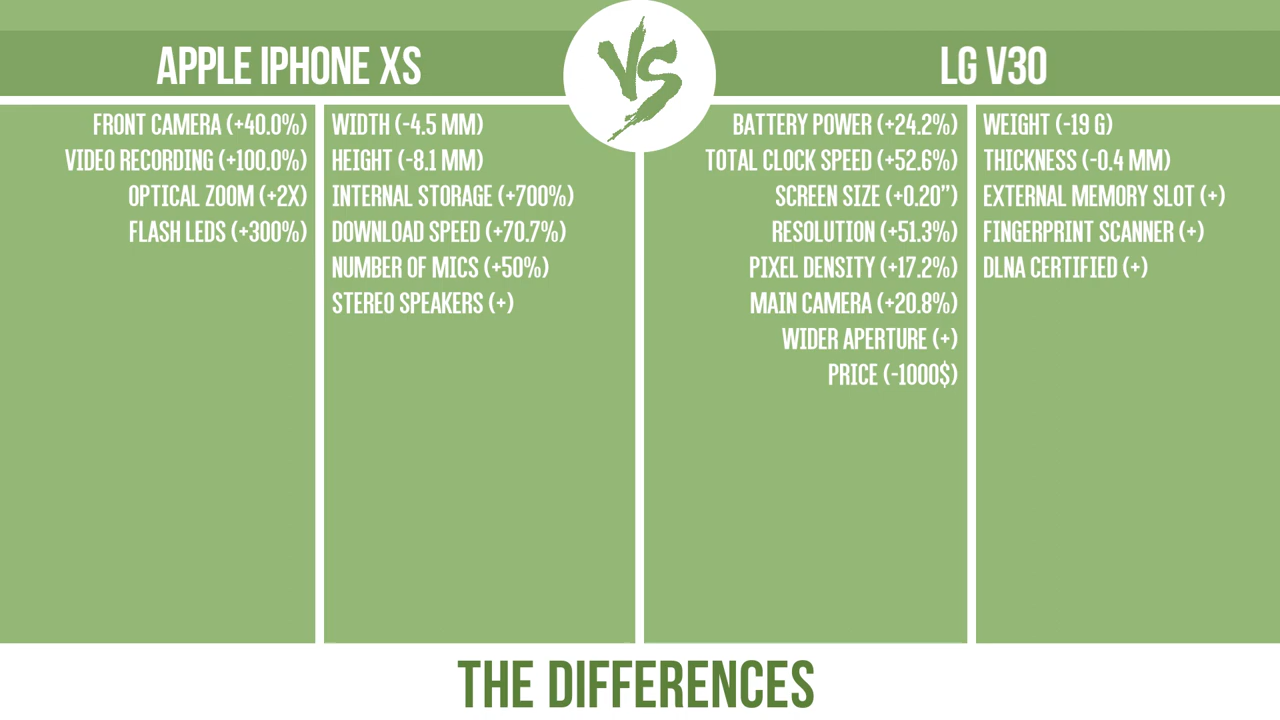 APPLE IPHONE XS
VS
LG V30
FRONT CAMERA (+40.0%)
VIDEO RECORDING (+100.0%)
OPTICAL ZOOM (+2X)
FLASH LEDS (+300%)
WIDTH (-4.5 MM)
HEIGHT (-8.1 MM)
INTERNAL STORAGE (+700%)
DOWNLOAD SPEED (+70.7%)
NUMBER OF MICS (+50%)
STEREO SPEAKERS (+)
BATTERY POWER (+24.2%)
TOTAL CLOCK SPEED (+52.6%)
SCREEN SIZE (+0.20”)
RESOLUTION (+51.3%)
PIXEL DENSITY (+17.2%)
MAIN CAMERA (+20.8%)
WIDER APERTURE (+)
PRICE (-1000$)
WEIGHT (-19 G)
THICKNESS (-0.4 MM)
EXTERNAL MEMORY SLOT (+)
FINGERPRINT SCANNER (+)
DLNA CERTIFIED (+)
THE DIFFERENCES